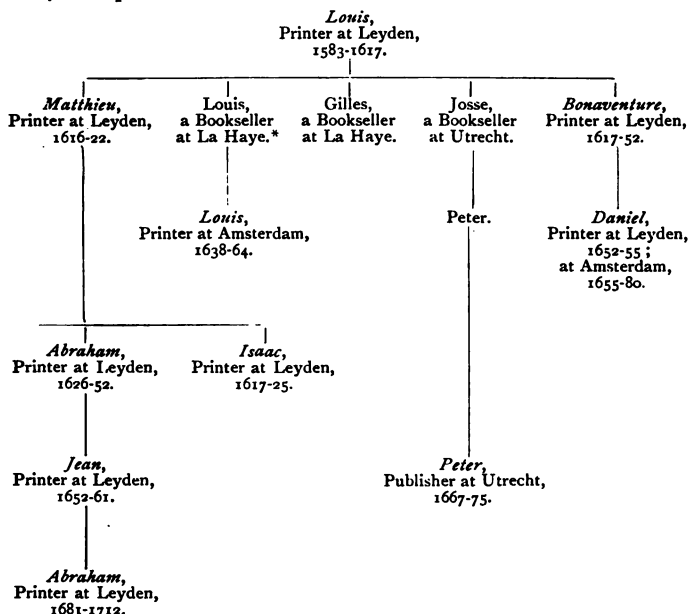 Louis,
Printer at Leyden,
1583-1617.
Matthieu,
Printer at Leyden,
1616-22.
Louis,
a Bookseller
at La Haye.*
Gilles,
a Bookseller
at La Haye.
Josse,
a Bookseller
at Utrecht.
Bonaventure,
Printer at Leyden,
1617-52.
Louis,
Printer at Amsterdam,
1638-64.
Peter.
Daniel,
Printer at Leyden,
1652-55 ;
at Amsterdam,
1655-80.
Abraham,
Printer at Leyden,
1626-52.
Isaac,
Printer at Leyden,
1617-25.
Jean,
Printer at Leyden,
1652-61.
Peter,
Publisher at Utrecht,
1667-75.
Abraham,
Printer at Leyden,
1681-1712.